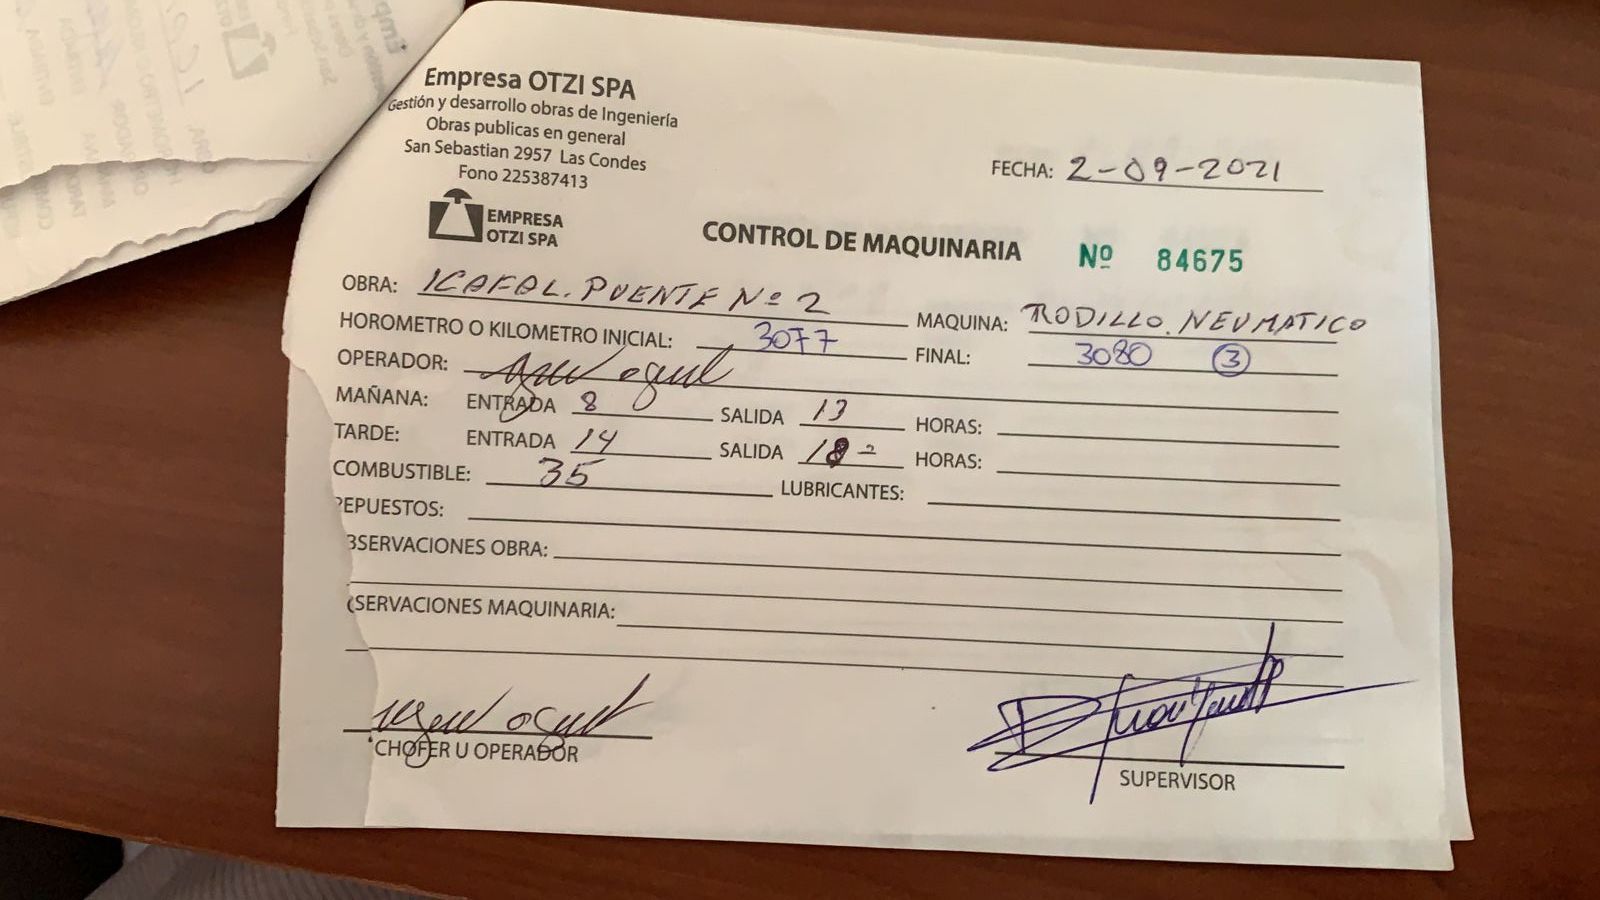 Empresa OTZI SPA
Gestión y desarrollo obras de Ingeniería
Obras publicas en general
San Sebastian 2957 Las Condes
Fono 225387413
EMPRESA
OTZI SPA
FECHA: 2-09-2021
CONTROL DE MAQUINARIA Nº 84675
OBRA: ICAFAL. PUENTE Nº 2 MAQUINA: RODILLO. NEUMATICO
HOROMETRO O KILOMETRO INICIAL: 3077 FINAL: 3080 3
OPERADOR:
MAÑANA: ENTRADA 8 SALIDA 13 HORAS:
TARDE: ENTRADA 14 SALIDA 18 HORAS:
COMBUSTIBLE: 35 LUBRICANTES:
REPUESTOS:
BSERVACIONES OBRA:
SERVACIONES MAQUINARIA:
CHOFER U OPERADOR
SUPERVISOR